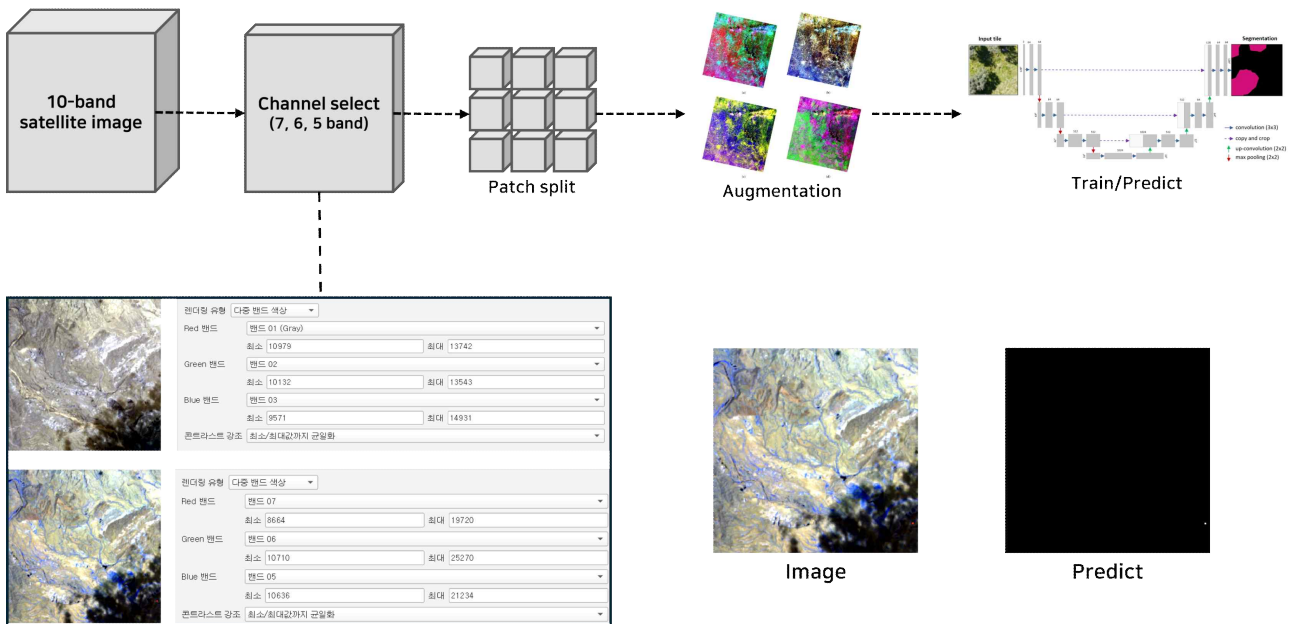 10-band
satellite image
Channel select
(7, 6, 5 band)
Patch split
Augmentation
Input tile
Segmentation
convolution (3x3)
copy and crop
up-convolution (2x2)
max pooling (2x2)
Train/Predict
렌더링 유형 다중 밴드 색상
Red 밴드 밴드 01 (Gray)
최소 10979 최대 13742
Green 밴드 밴드 02
최소 10132 최대 13543
Blue 밴드 밴드 03
최소 9571 최대 14931
콘트라스트 강조 최소/최대값까지 균일화
렌더링 유형 다중 밴드 색상
Red 밴드 밴드 07
최소 8664 최대 19720
Green 밴드 밴드 06
최소 10710 최대 25270
Blue 밴드 밴드 05
최소 10636 최대 21234
콘트라스트 강조 최소/최대값까지 균일화
Image
Predict